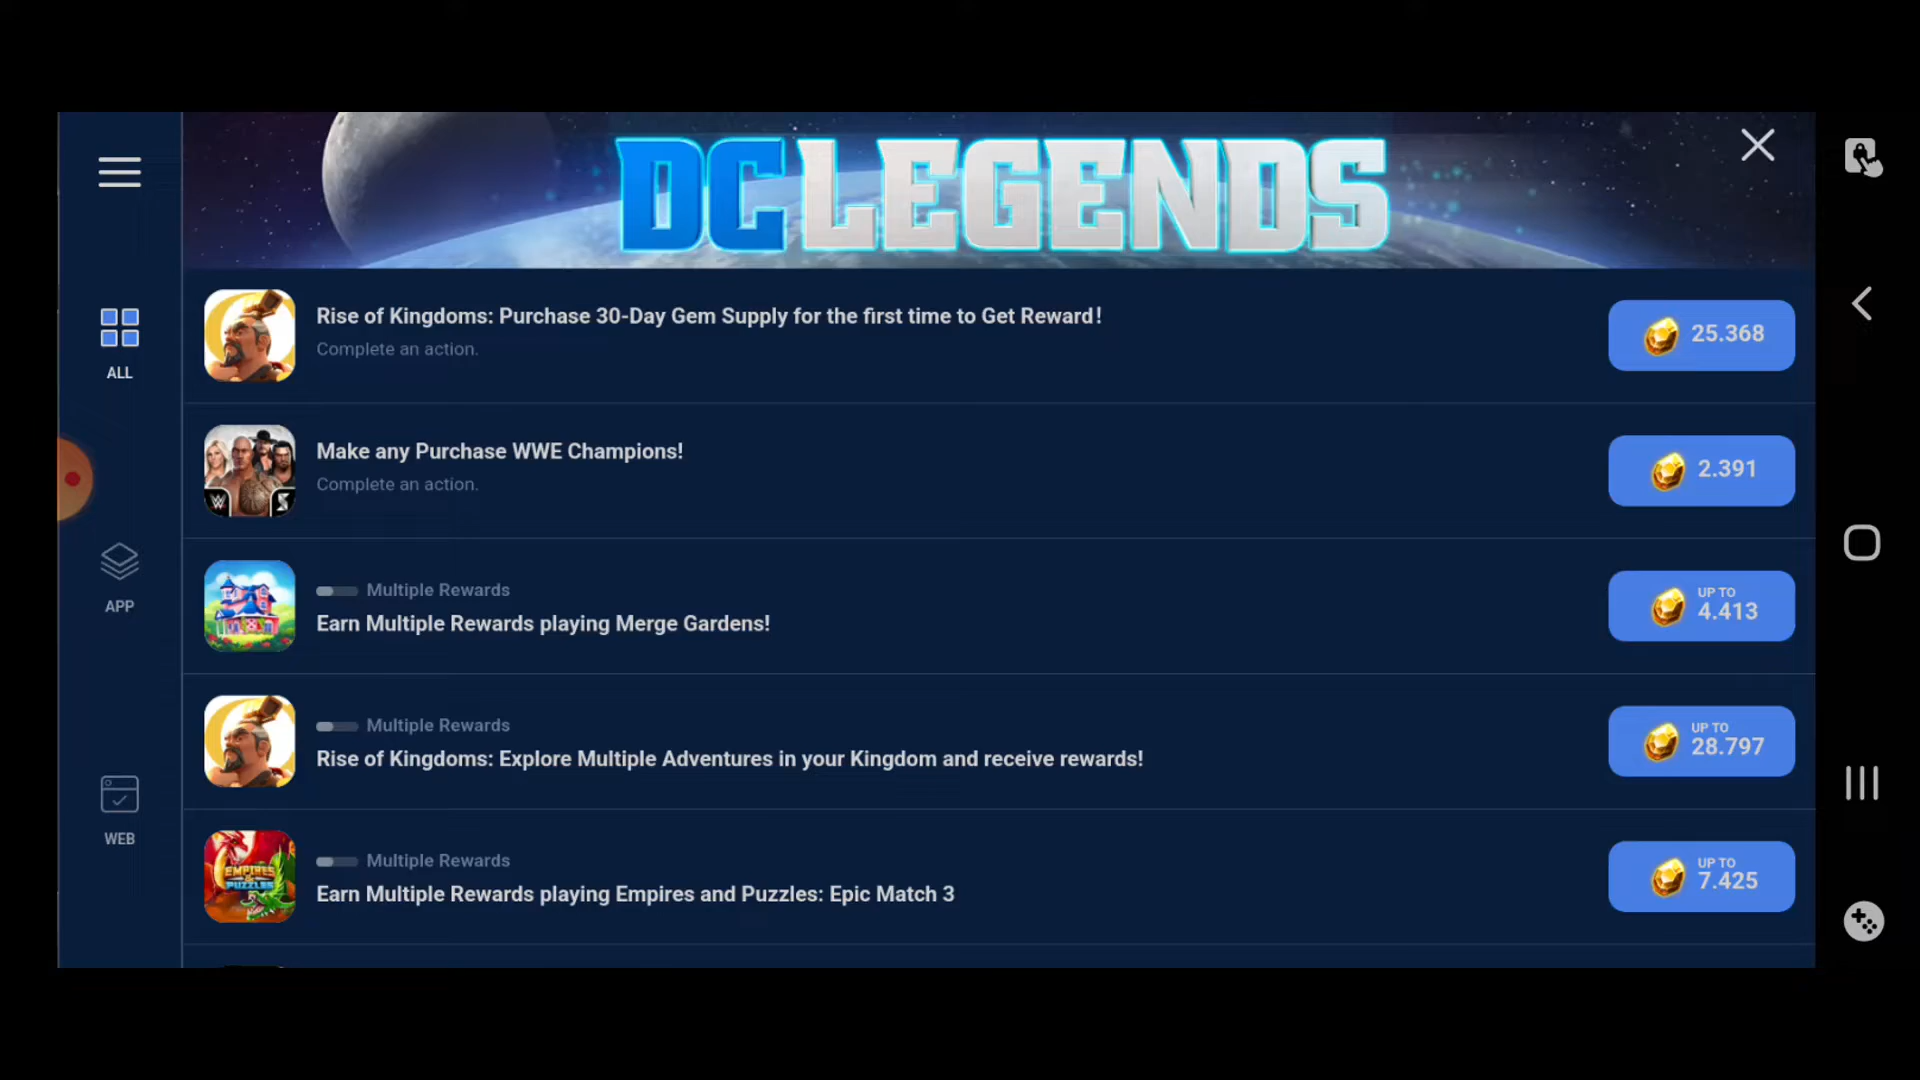 DC LEGENDS
ALL
APP
WEB
Rise of Kingdoms: Purchase 30-Day Gem Supply for the first time to Get Reward!
Complete an action.
25.368
Make any Purchase WWE Champions!
Complete an action.
2.391
Multiple Rewards
Earn Multiple Rewards playing Merge Gardens!
UP TO
4.413
Multiple Rewards
Rise of Kingdoms: Explore Multiple Adventures in your Kingdom and receive rewards!
UP TO
28.797
EMPIRES &
PUZZLES
Multiple Rewards
Earn Multiple Rewards playing Empires and Puzzles: Epic Match 3
UP TO
7.425